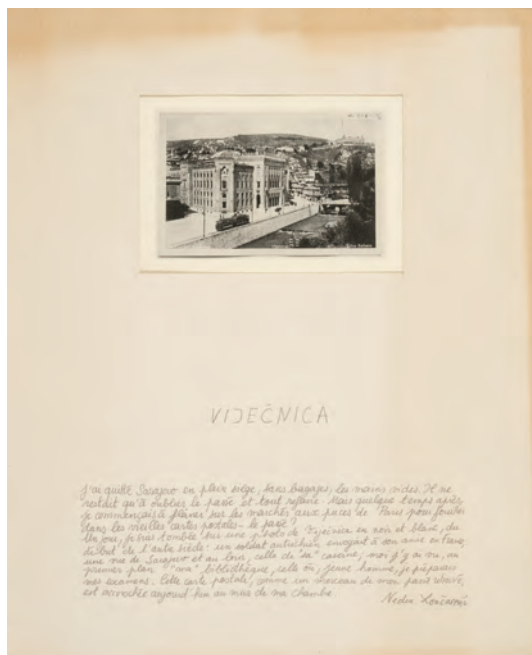 VIJEČNICA
J'ai quitté Sarajevo en plein siège, sans bagages, les mains vides. Il ne
restait qu'à oublier le passé et tout refaire. Mais quelque temps après
je commençais à flâner sur les marchés aux puces de Paris pour fouiller
dans les vieilles cartes postales – le passé?
Un jour, je suis tombé sur une photo de Vijećnica en noir et blanc, du
début de l'autre siècle: un soldat autrichien envoyait à son amie en
une vue de Sarajevo et au loin, celle de "sa" caserne, moi j'y ai vu, au
premier plan "ma" bibliothèque, celle où, jeune homme, je préparais
mes examens. Cette carte postale, comme un morceau de mon passé
est accrochée aujourd'hui au mur de ma chambre.
Nedim Lončarević